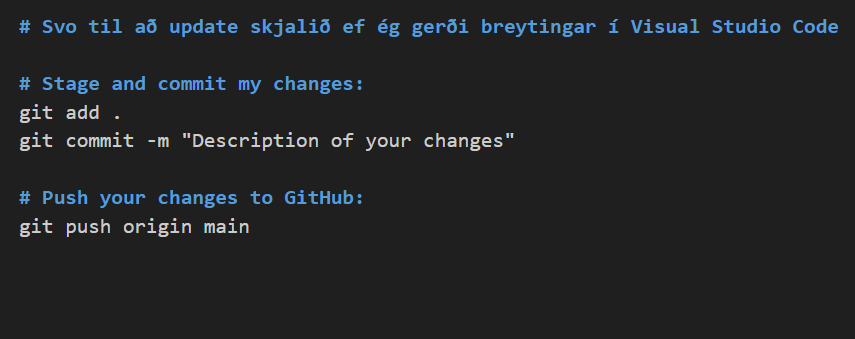 # Svo til að update skjalið ef ég gerði breytingar í Visual Studio Code
# Stage and commit my changes:
git add .
git commit -m "Description of your changes"
# Push your changes to GitHub:
git push origin main